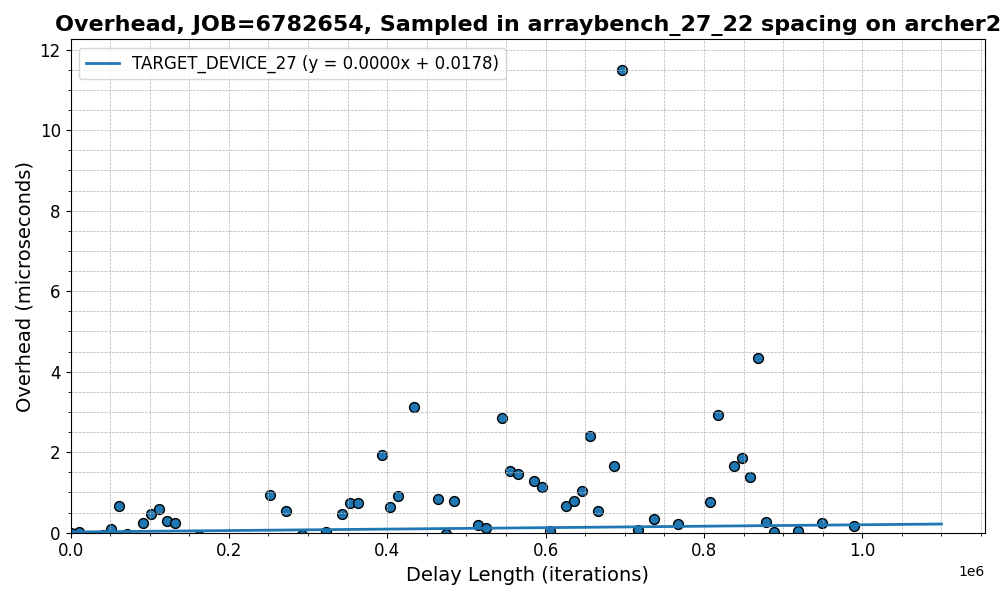 Overhead, JOB=6782654, Sampled in arraybench_27_22 spacing on archer2
TARGET_DEVICE_27 (y = 0.0000x + 0.0178)
12
10
8
6
4
2
0
Overhead (microseconds)
0.0 0.2 0.4 0.6 0.8 1.0
1e6
Delay Length (iterations)